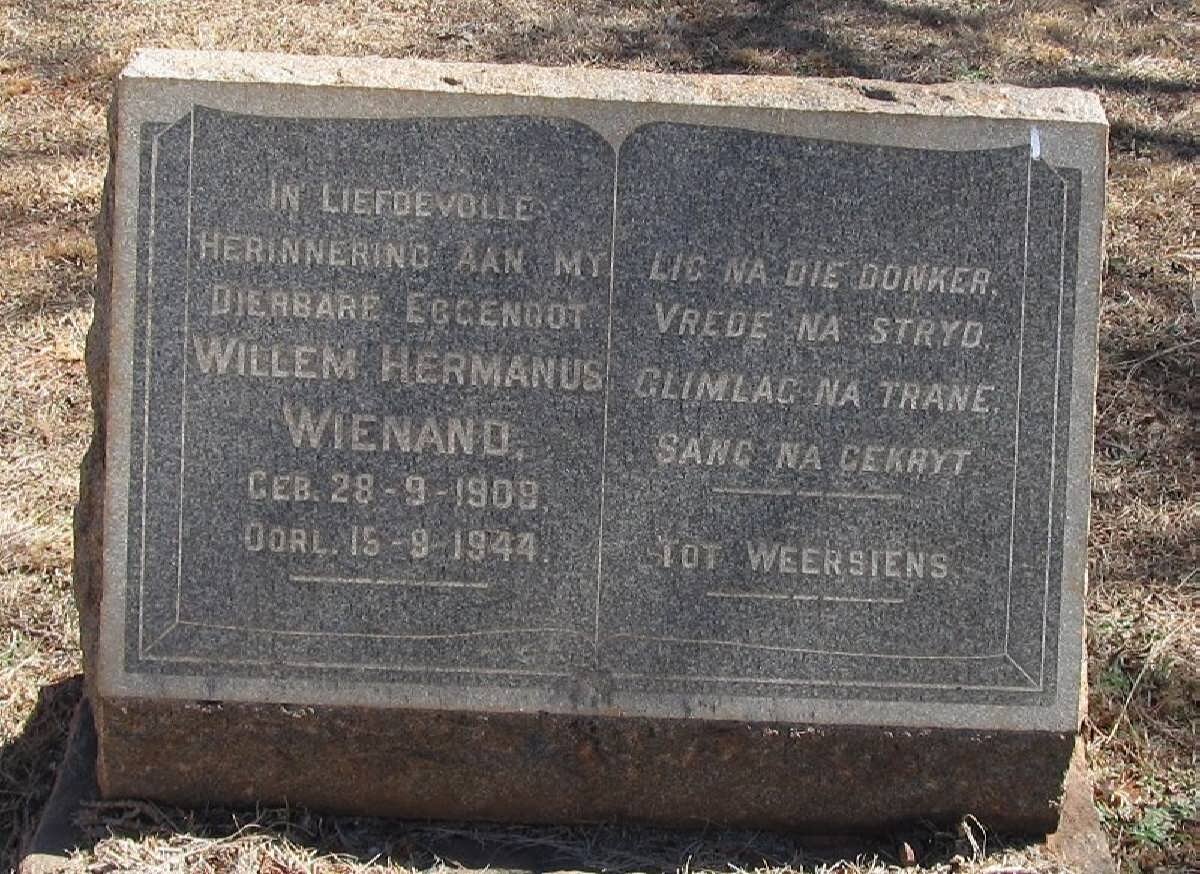 IN LIEFDEVOLLE
HERINNERING AAN MY
DIERBARE EGGENOOT
WILLEM HERMANUS
WIENAND,
GEB. 28-9-1909.
OORL. 15-9-1944.
LIG NA DIE DONKER,
VREDE NA STRYD,
GLIMLAG NA TRANE,
SANG NA GEKRYT
TOT WEERSIENS.